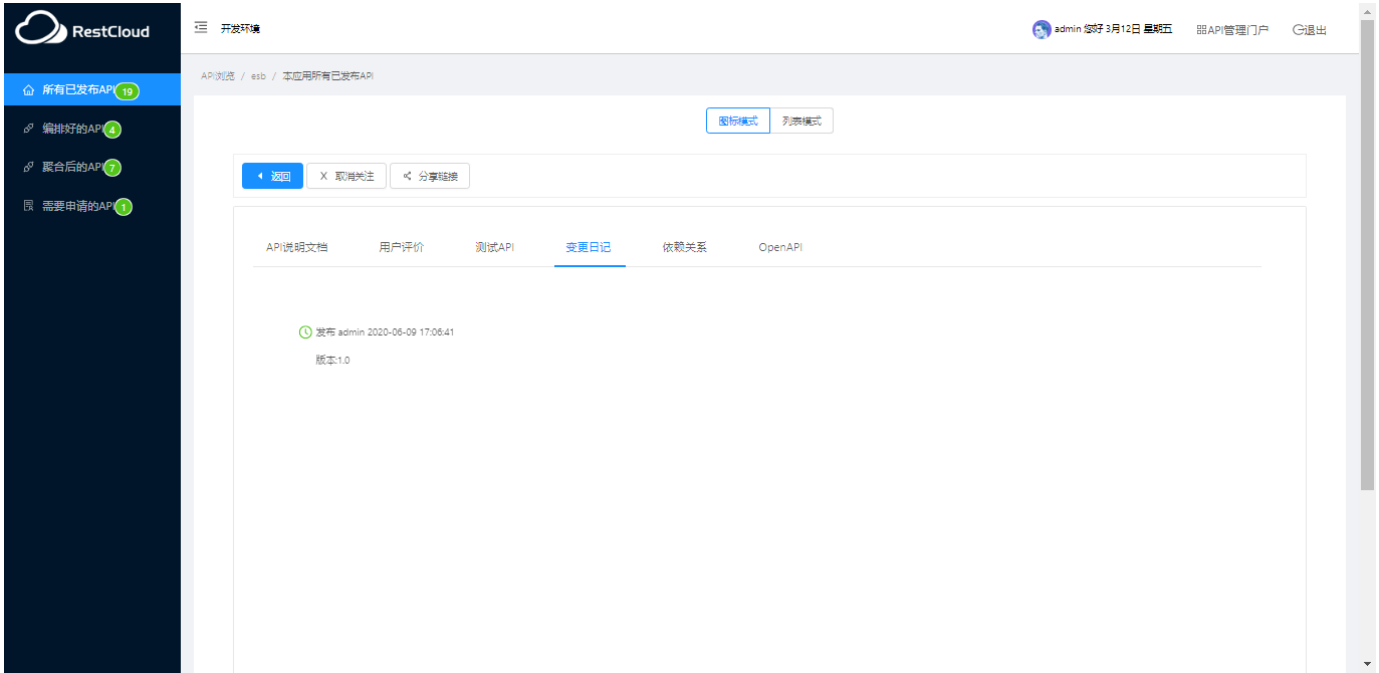 RestCloud
开发环境
admin 您好 3月12日 星期五
API管理门户
退出
所有已发布API 19
编排好的API 4
聚合后的API 7
需要申请的API 1
API浏览 / esb / 本应用所有已发布API
图标模式
列表模式
返回
X 取消关注
分享链接
API说明文档
用户评价
测试API
变更日记
依赖关系
OpenAPI
发布 admin 2020-06-09 17:06:41
版本:1.0